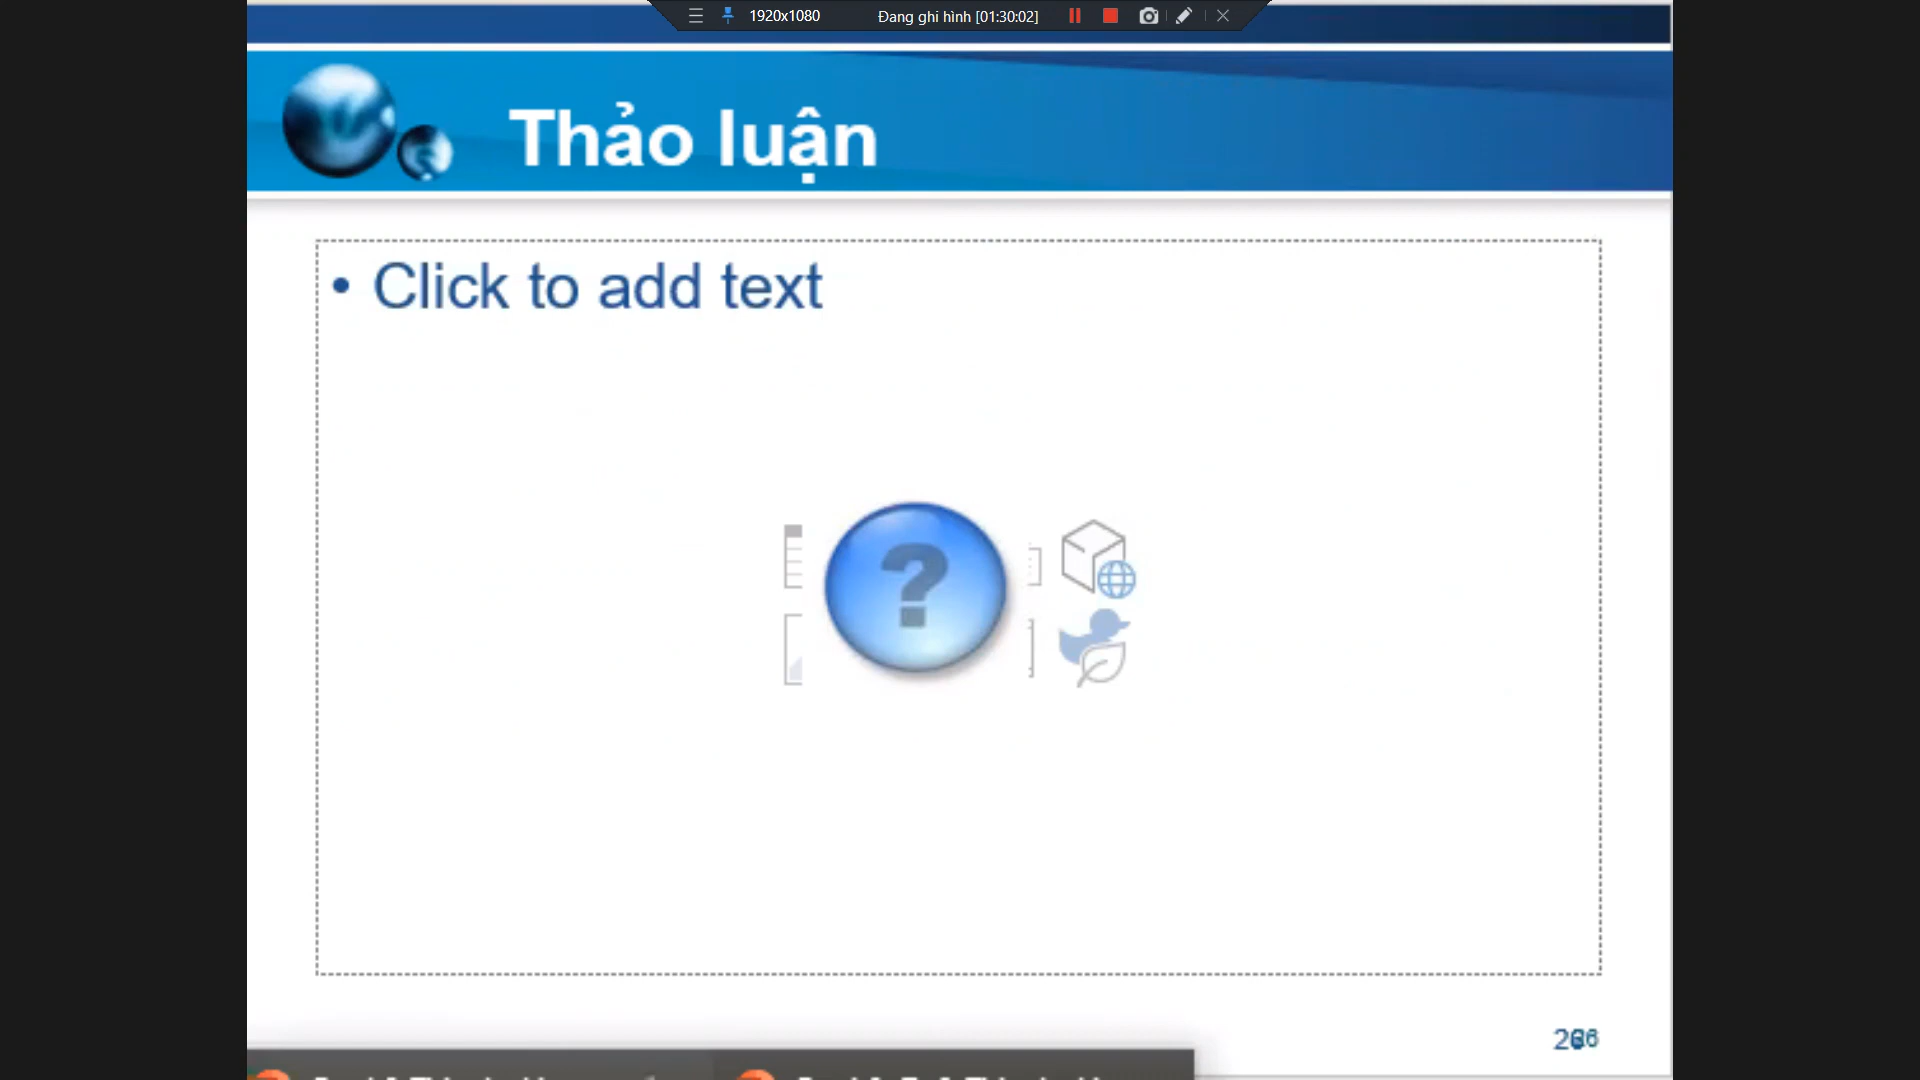 1920x1080 Đang ghi hình [01:30:02]
Thảo luận
• Click to add text
?